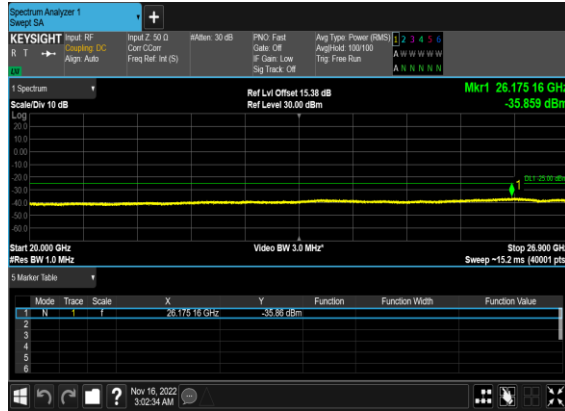 Spectrum Analyzer 1
Swept SA
+
KEYSIGHT Input: RF Input Z: 50 Ω #Atten: 30 dB PNO: Fast Avg Type: Power (RMS) 1 2 3 4 5 6
R T Coupling: DC Corr CCorr Gate: Off Avg|Hold: 100/100 A W W W W W
Align: Auto Freq Ref: Int (S) IF Gain: Low Trig: Free Run
Sig Track: Off A N N N N N
1 Spectrum Ref Lvl Offset 15.38 dB Mkr1 26.175 16 GHz
Scale/Div 10 dB Ref Level 30.00 dBm -35.859 dBm
Log
20.0
10.0
0.00
-10.0
-20.0
1 DL1 -25.00 dBm
-30.0
-40.0
-50.0
-60.0
Start 20.000 GHz Video BW 3.0 MHz* Stop 26.900 GHz
#Res BW 1.0 MHz Sweep ~15.2 ms (40001 pts)
5 Marker Table
Mode Trace Scale X Y Function Function Width Function Value
1 N 1 f 26.175 16 GHz -35.86 dBm
2
3
4
5
6
? Nov 16, 2022
3:02:34 AM